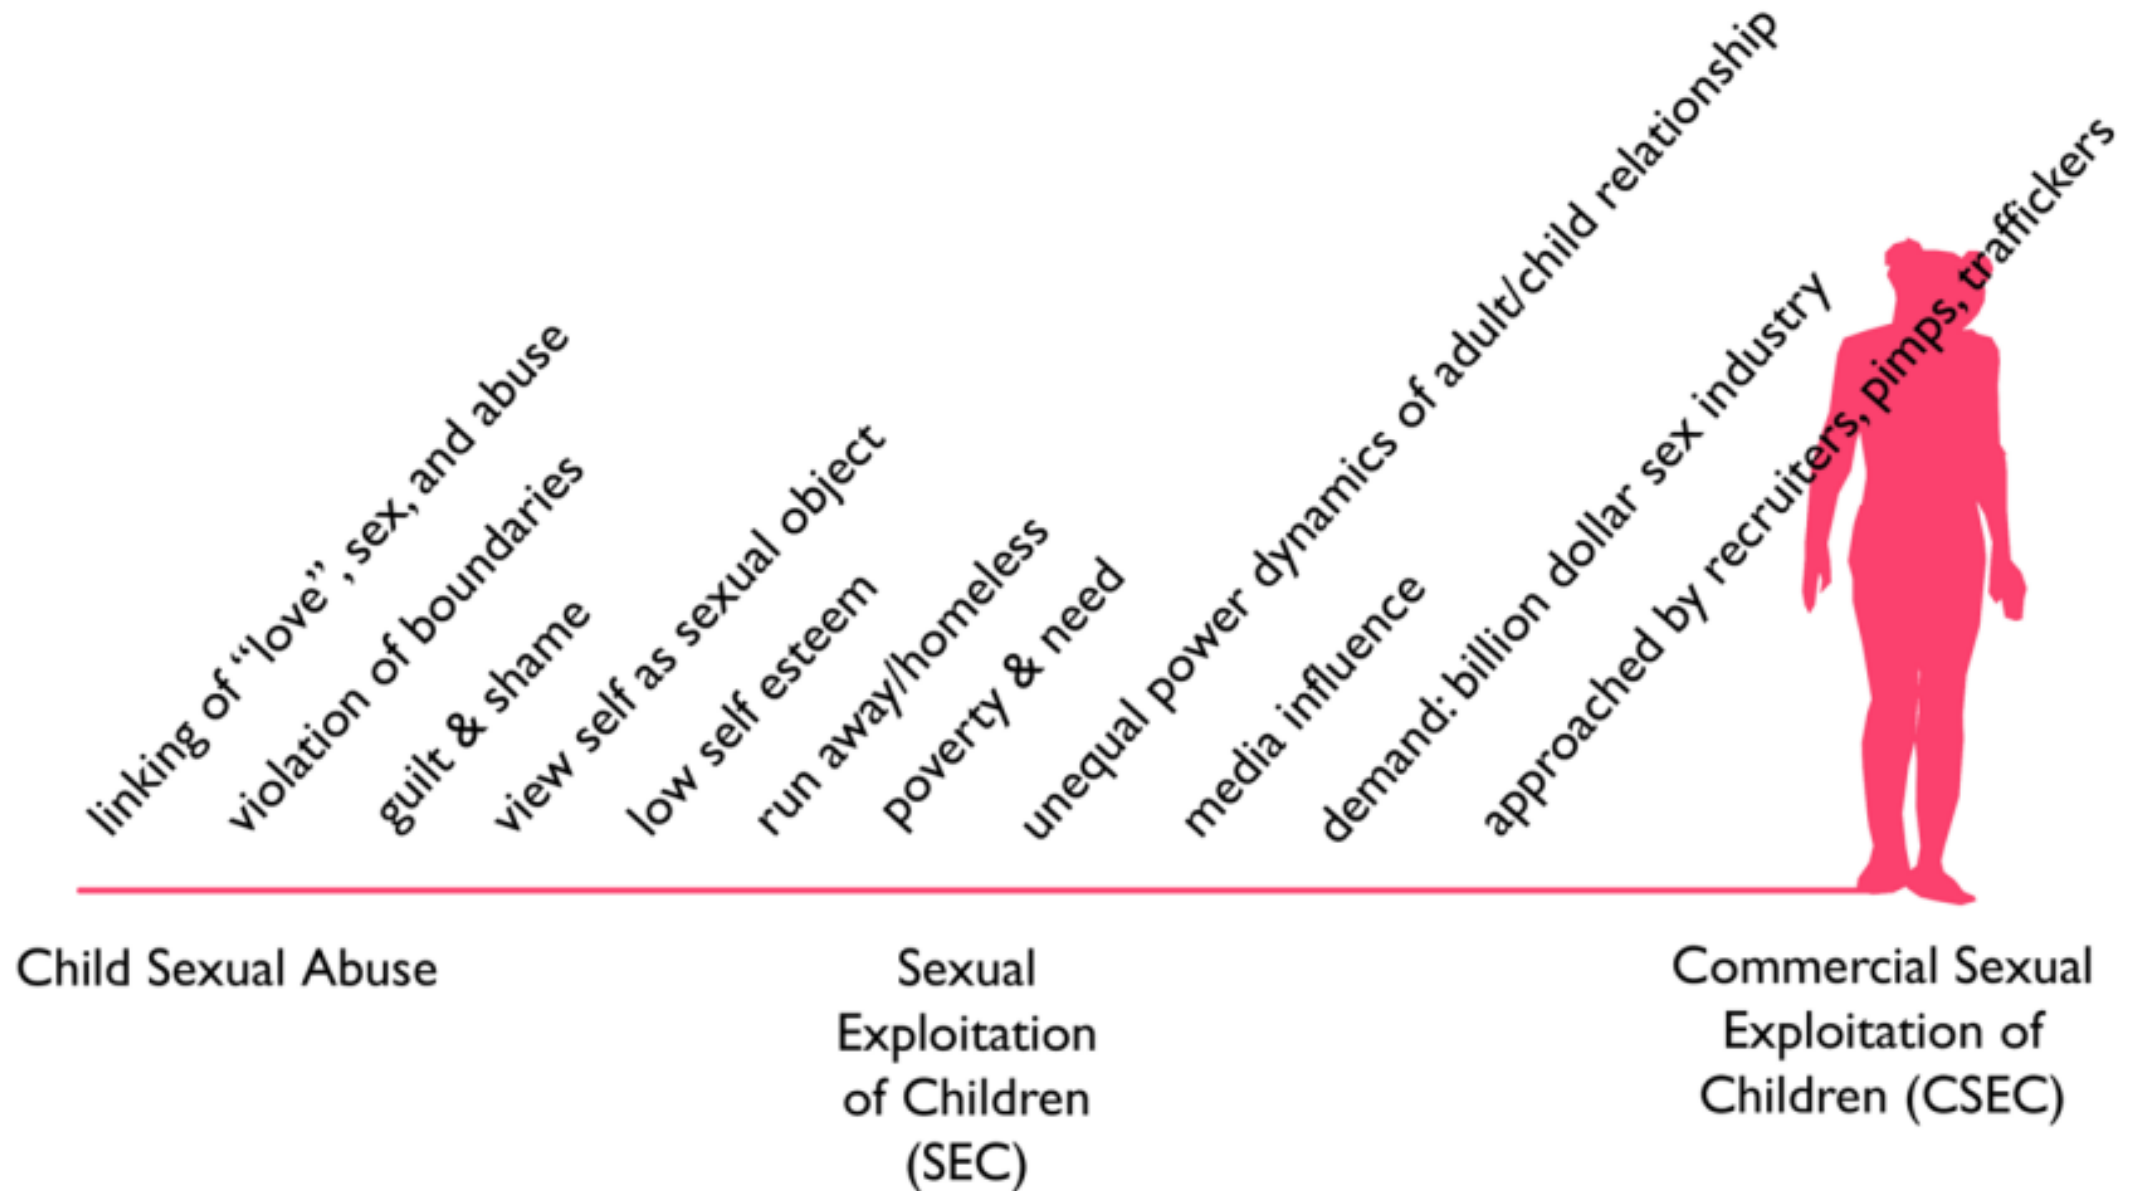 linking of “love”, sex, and abuse
violation of boundaries
guilt & shame
view self as sexual object
low self esteem
run away/homeless
poverty & need
unequal power dynamics of adult/child relationship
media influence
demand: billion dollar sex industry
approached by recruiters, pimps, traffickers
Child Sexual Abuse
Sexual
Exploitation
of Children
(SEC)
Commercial Sexual
Exploitation of
Children (CSEC)